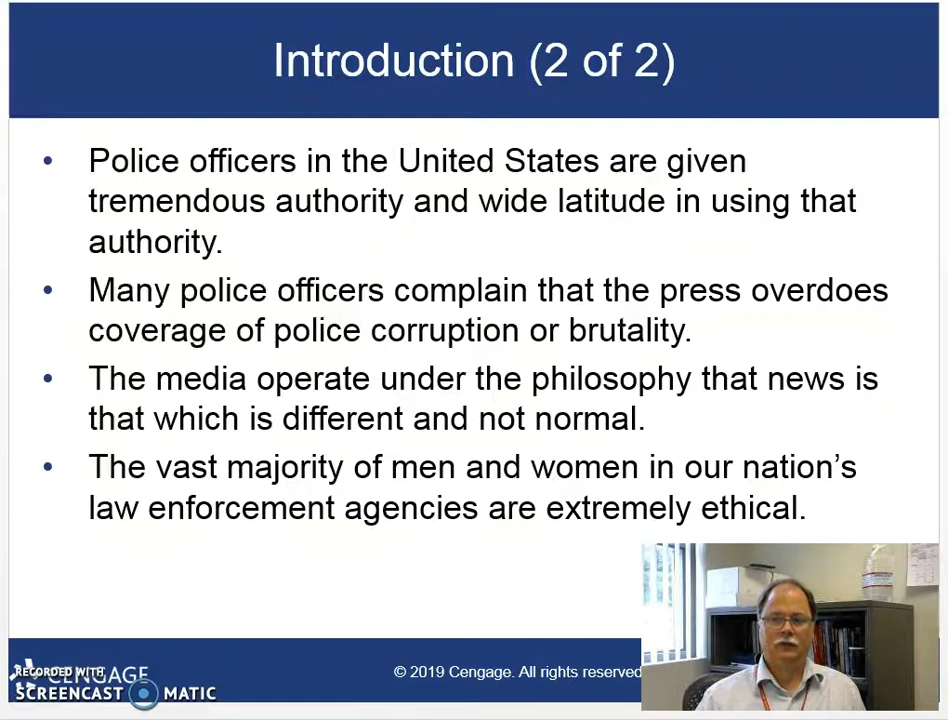 Introduction (2 of 2)
• Police officers in the United States are given
tremendous authority and wide latitude in using that
authority.
• Many police officers complain that the press overdoes
coverage of police corruption or brutality.
• The media operate under the philosophy that news is
that which is different and not normal.
• The vast majority of men and women in our nation’s
law enforcement agencies are extremely ethical.
RECORDED WITH
CENGAGE
SCREENCAST MATIC
© 2019 Cengage. All rights reserved